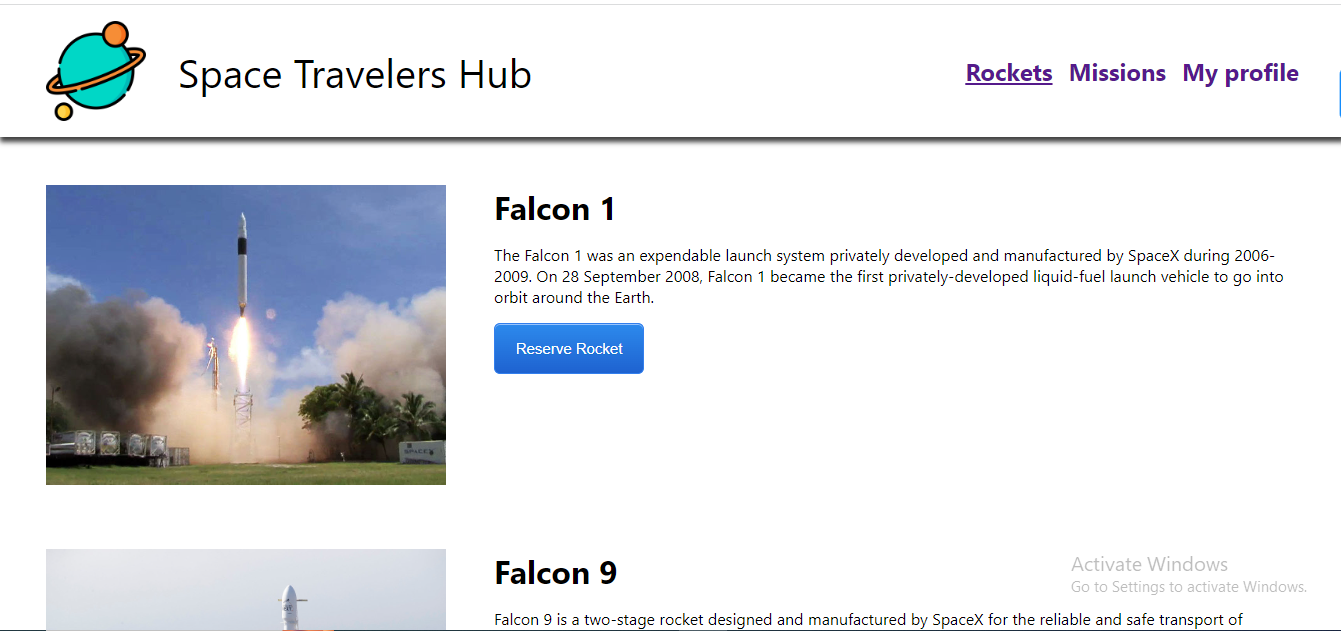 Space Travelers Hub
Rockets Missions My profile
Falcon 1
The Falcon 1 was an expendable launch system privately developed and manufactured by SpaceX during 2006-
2009. On 28 September 2008, Falcon 1 became the first privately-developed liquid-fuel launch vehicle to go into
orbit around the Earth.
Reserve Rocket
SPACEX
Falcon 9
Activate Windows
Go to Settings to activate Windows.
Falcon 9 is a two-stage rocket designed and manufactured by SpaceX for the reliable and safe transport of